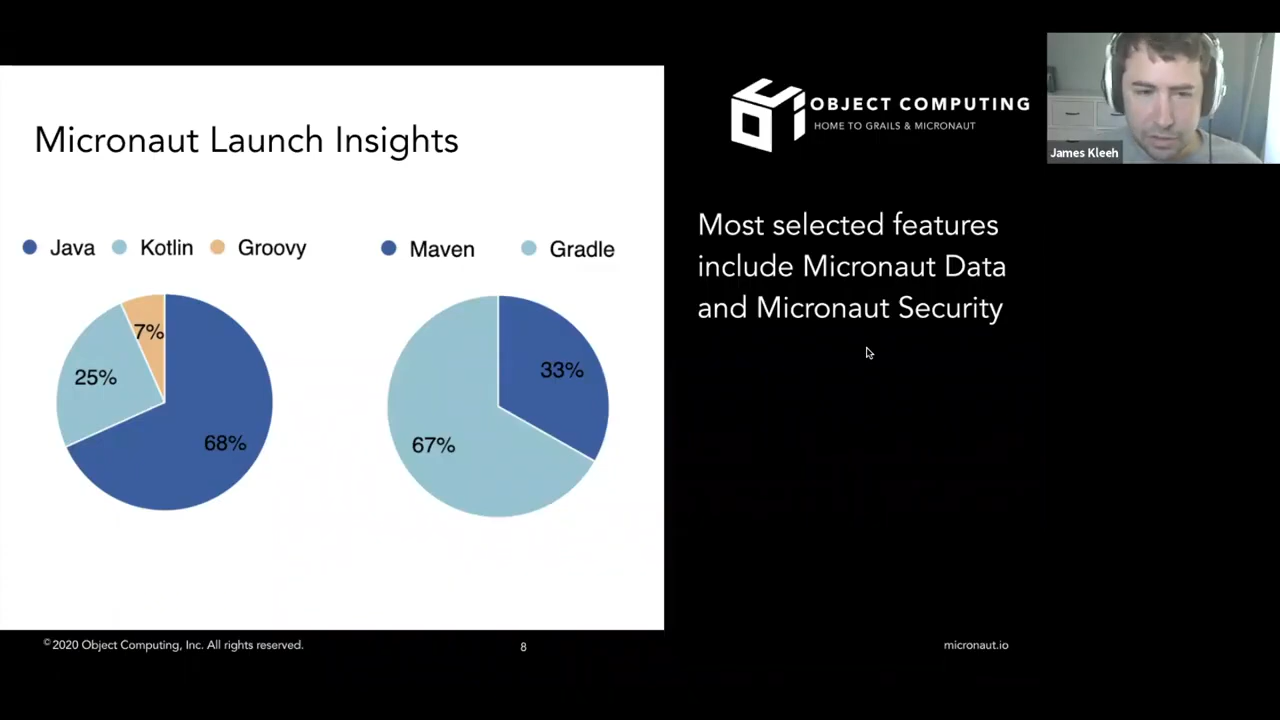 Micronaut Launch Insights
Java Kotlin Groovy
7%
25%
68%
Maven Gradle
33%
67%
OBJECT COMPUTING
HOME TO GRAILS & MICRONAUT
James Kleeh
Most selected features
include Micronaut Data
and Micronaut Security
©2020 Object Computing, Inc. All rights reserved.
8
micronaut.io